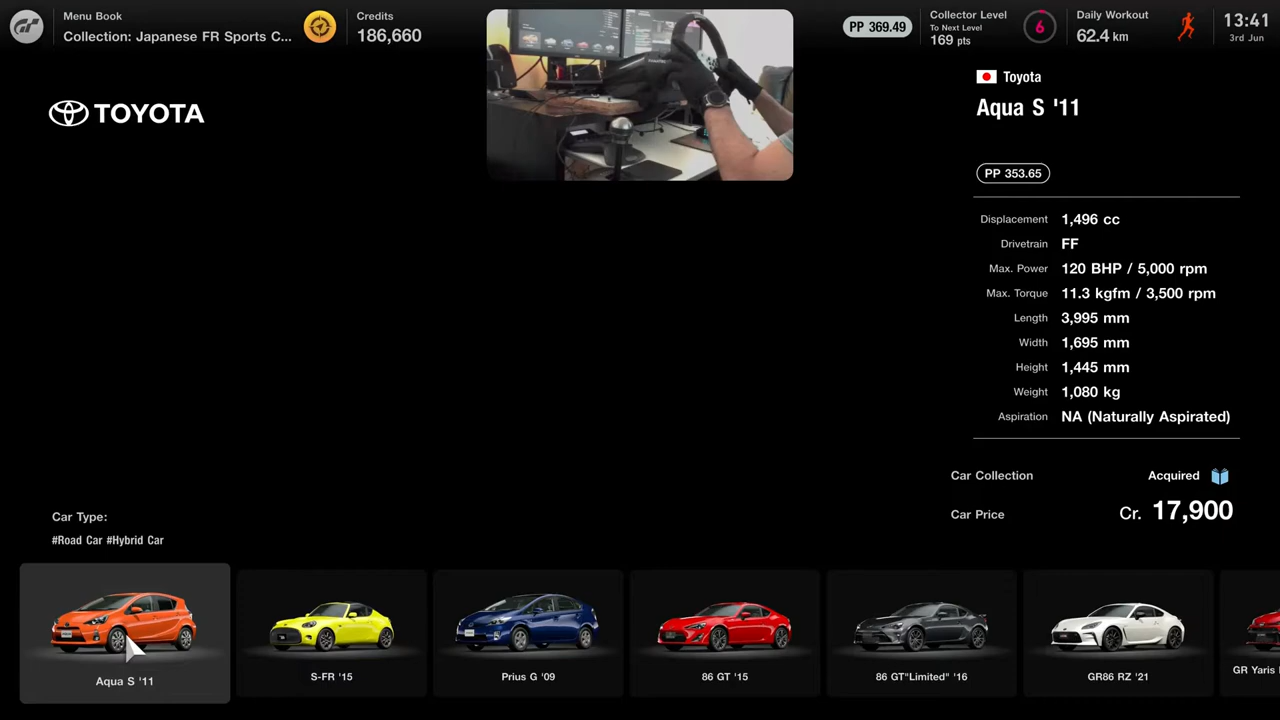 Menu Book
Collection: Japanese FR Sports C...
Credits
186,660
PP 369.49
Collector Level
To Next Level
169 pts
6
Daily Workout
62.4 km
13:41
3rd Jun
TOYOTA
Toyota
Aqua S '11
PP 353.65
Displacement 1,496 cc
Drivetrain FF
Max. Power 120 BHP / 5,000 rpm
Max. Torque 11.3 kgfm / 3,500 rpm
Length 3,995 mm
Width 1,695 mm
Height 1,445 mm
Weight 1,080 kg
Aspiration NA (Naturally Aspirated)
Car Collection Acquired
Car Price Cr. 17,900
Car Type:
#Road Car #Hybrid Car
Aqua S '11
S-FR '15
Prius G '09
86 GT '15
86 GT"Limited" '16
GR86 RZ '21
GR Yaris